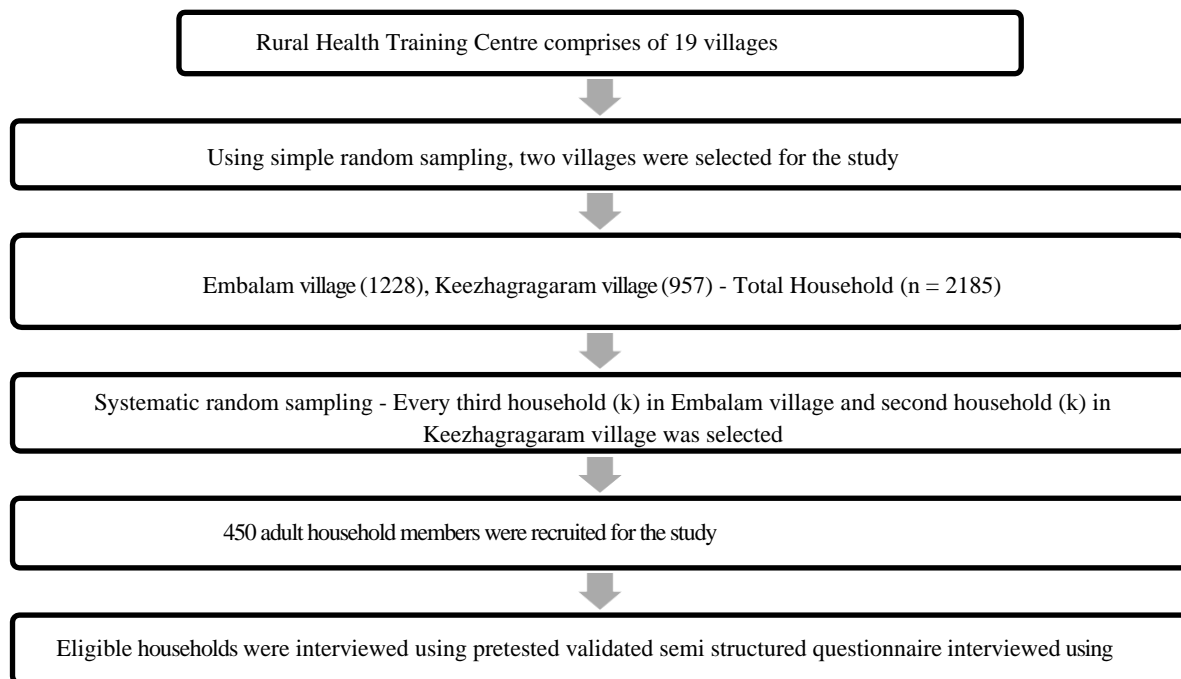 Rural Health Training Centre comprises of 19 villages
Using simple random sampling, two villages were selected for the study
Embalam village (1228), Keezhagragaram village (957) - Total Household (n = 2185)
Systematic random sampling - Every third household (k) in Embalam village and second household (k) in
Keezhagragaram village was selected
450 adult household members were recruited for the study
Eligible households were interviewed using pretested validated semi structured questionnaire interviewed using